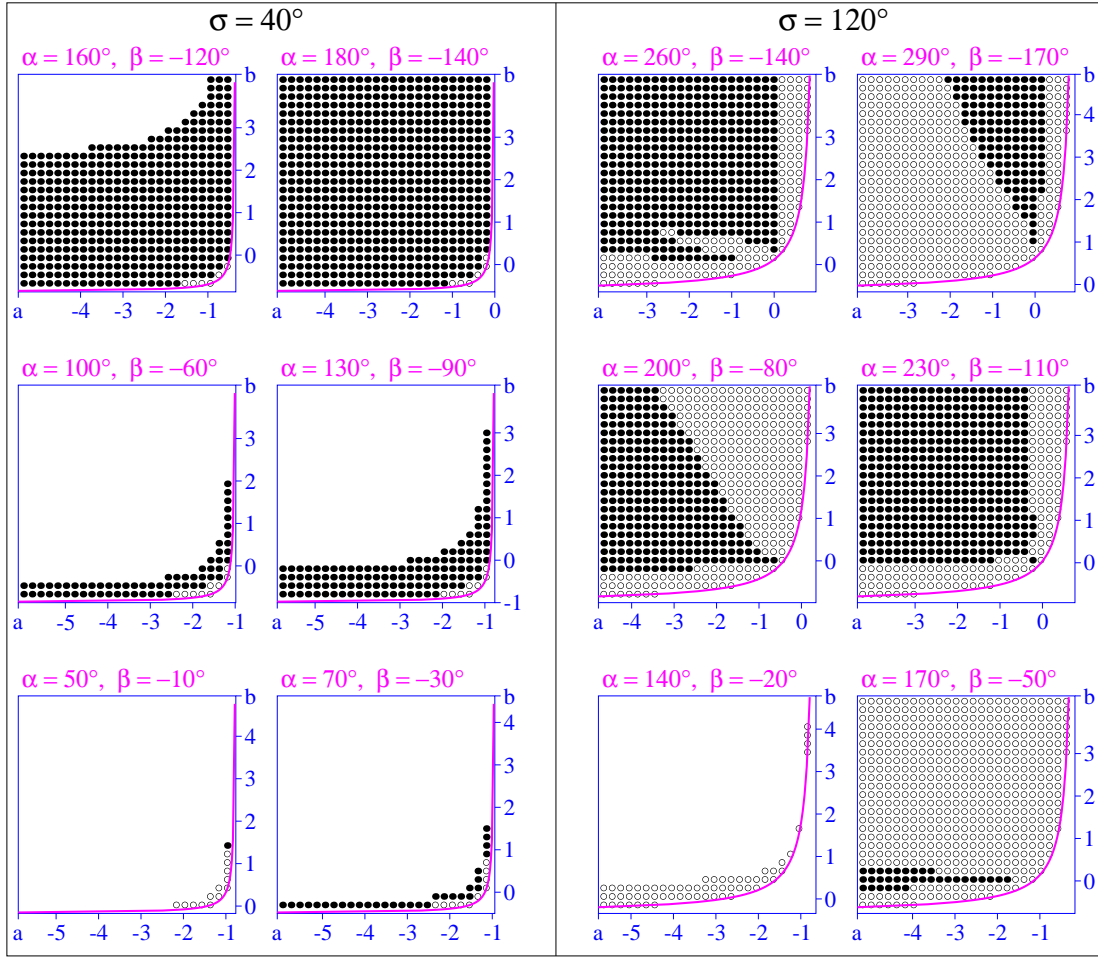 σ = 40°
σ = 120°
α = 160°, β = −120°
α = 180°, β = −140°
α = 260°, β = −140°
α = 290°, β = −170°
b
3
2
1
0
a -4 -3 -2 -1
b
3
2
1
0
a -4 -3 -2 -1 0
b
3
2
1
0
a -4 -3 -2 -1 0
b
4
3
2
1
0
a -3 -2 -1 0
α = 100°, β = −60°
α = 130°, β = −90°
α = 200°, β = −80°
α = 230°, β = −110°
b
3
2
1
0
a -5 -4 -3 -2 -1
b
3
2
1
0
-1
a -5 -4 -3 -2 -1
b
3
2
1
0
a -4 -3 -2 -1 0
b
3
2
1
0
a -4 -3 -2 -1 0
α = 50°, β = −10°
α = 70°, β = −30°
α = 140°, β = −20°
α = 170°, β = −50°
b
4
3
2
1
0
a -5 -4 -3 -2 -1
b
4
3
2
1
0
a -5 -4 -3 -2 -1
b
4
3
2
1
0
a -5 -4 -3 -2 -1
b
3
2
1
0
a -4 -3 -2 -1